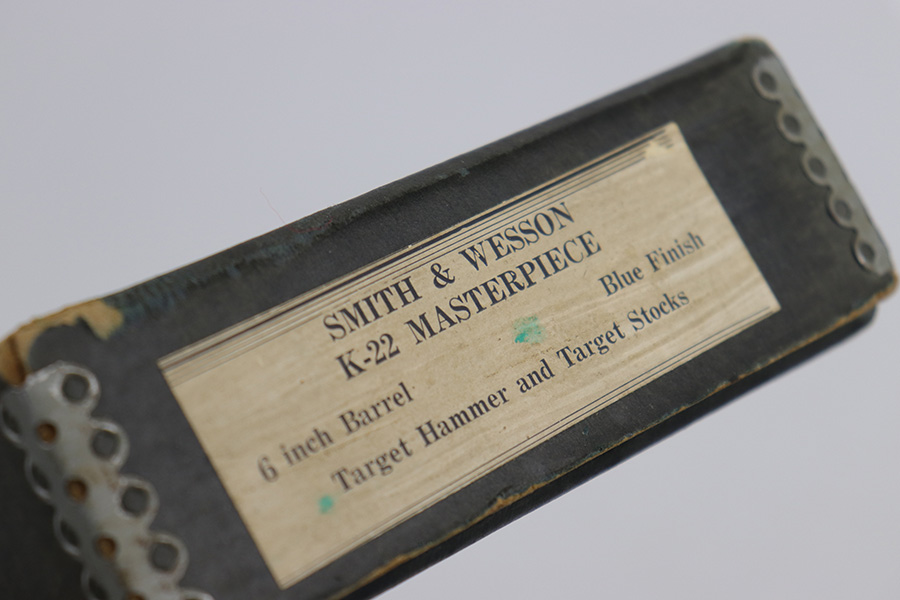 SMITH & WESSON
K-22 MASTERPIECE
6 inch Barrel Blue Finish
Target Hammer and Target Stocks